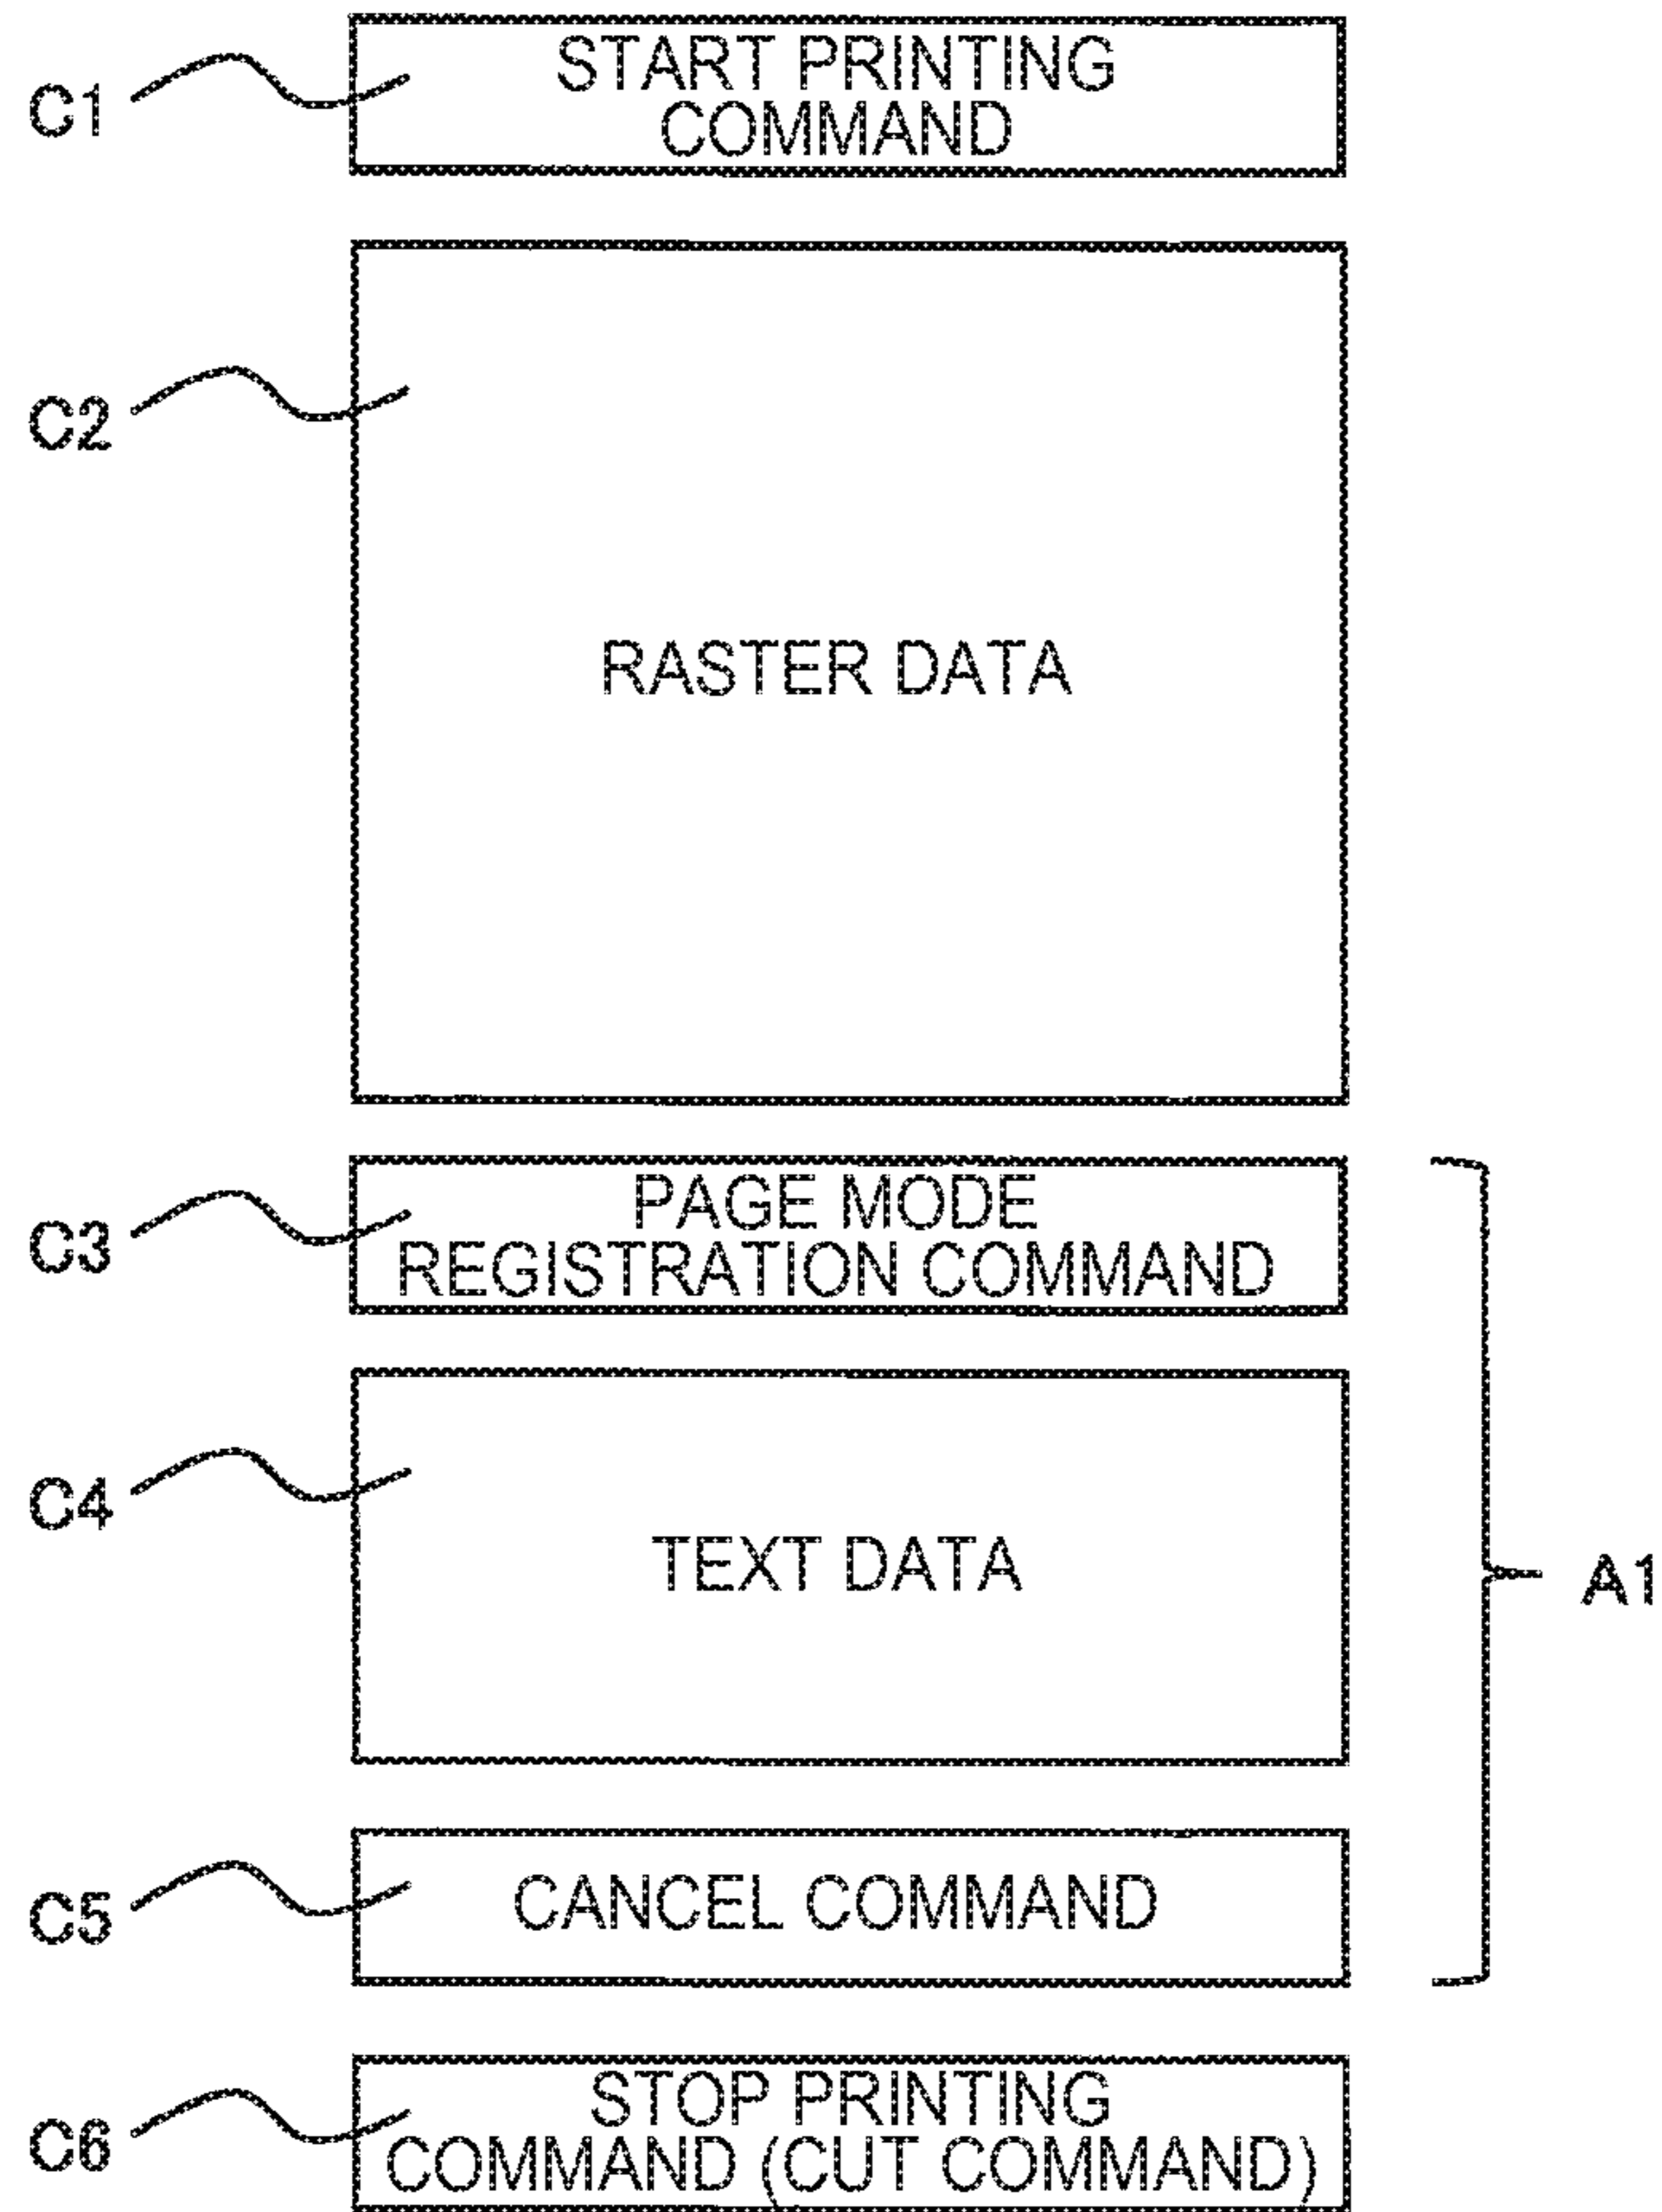 START PRINTING
COMMAND
C1
C2
RASTER DATA
PAGE MODE
REGISTRATION COMMAND
C3
C4
TEXT DATA
A1
CANCEL COMMAND
C5
STOP PRINTING
COMMAND (CUT COMMAND)
C6